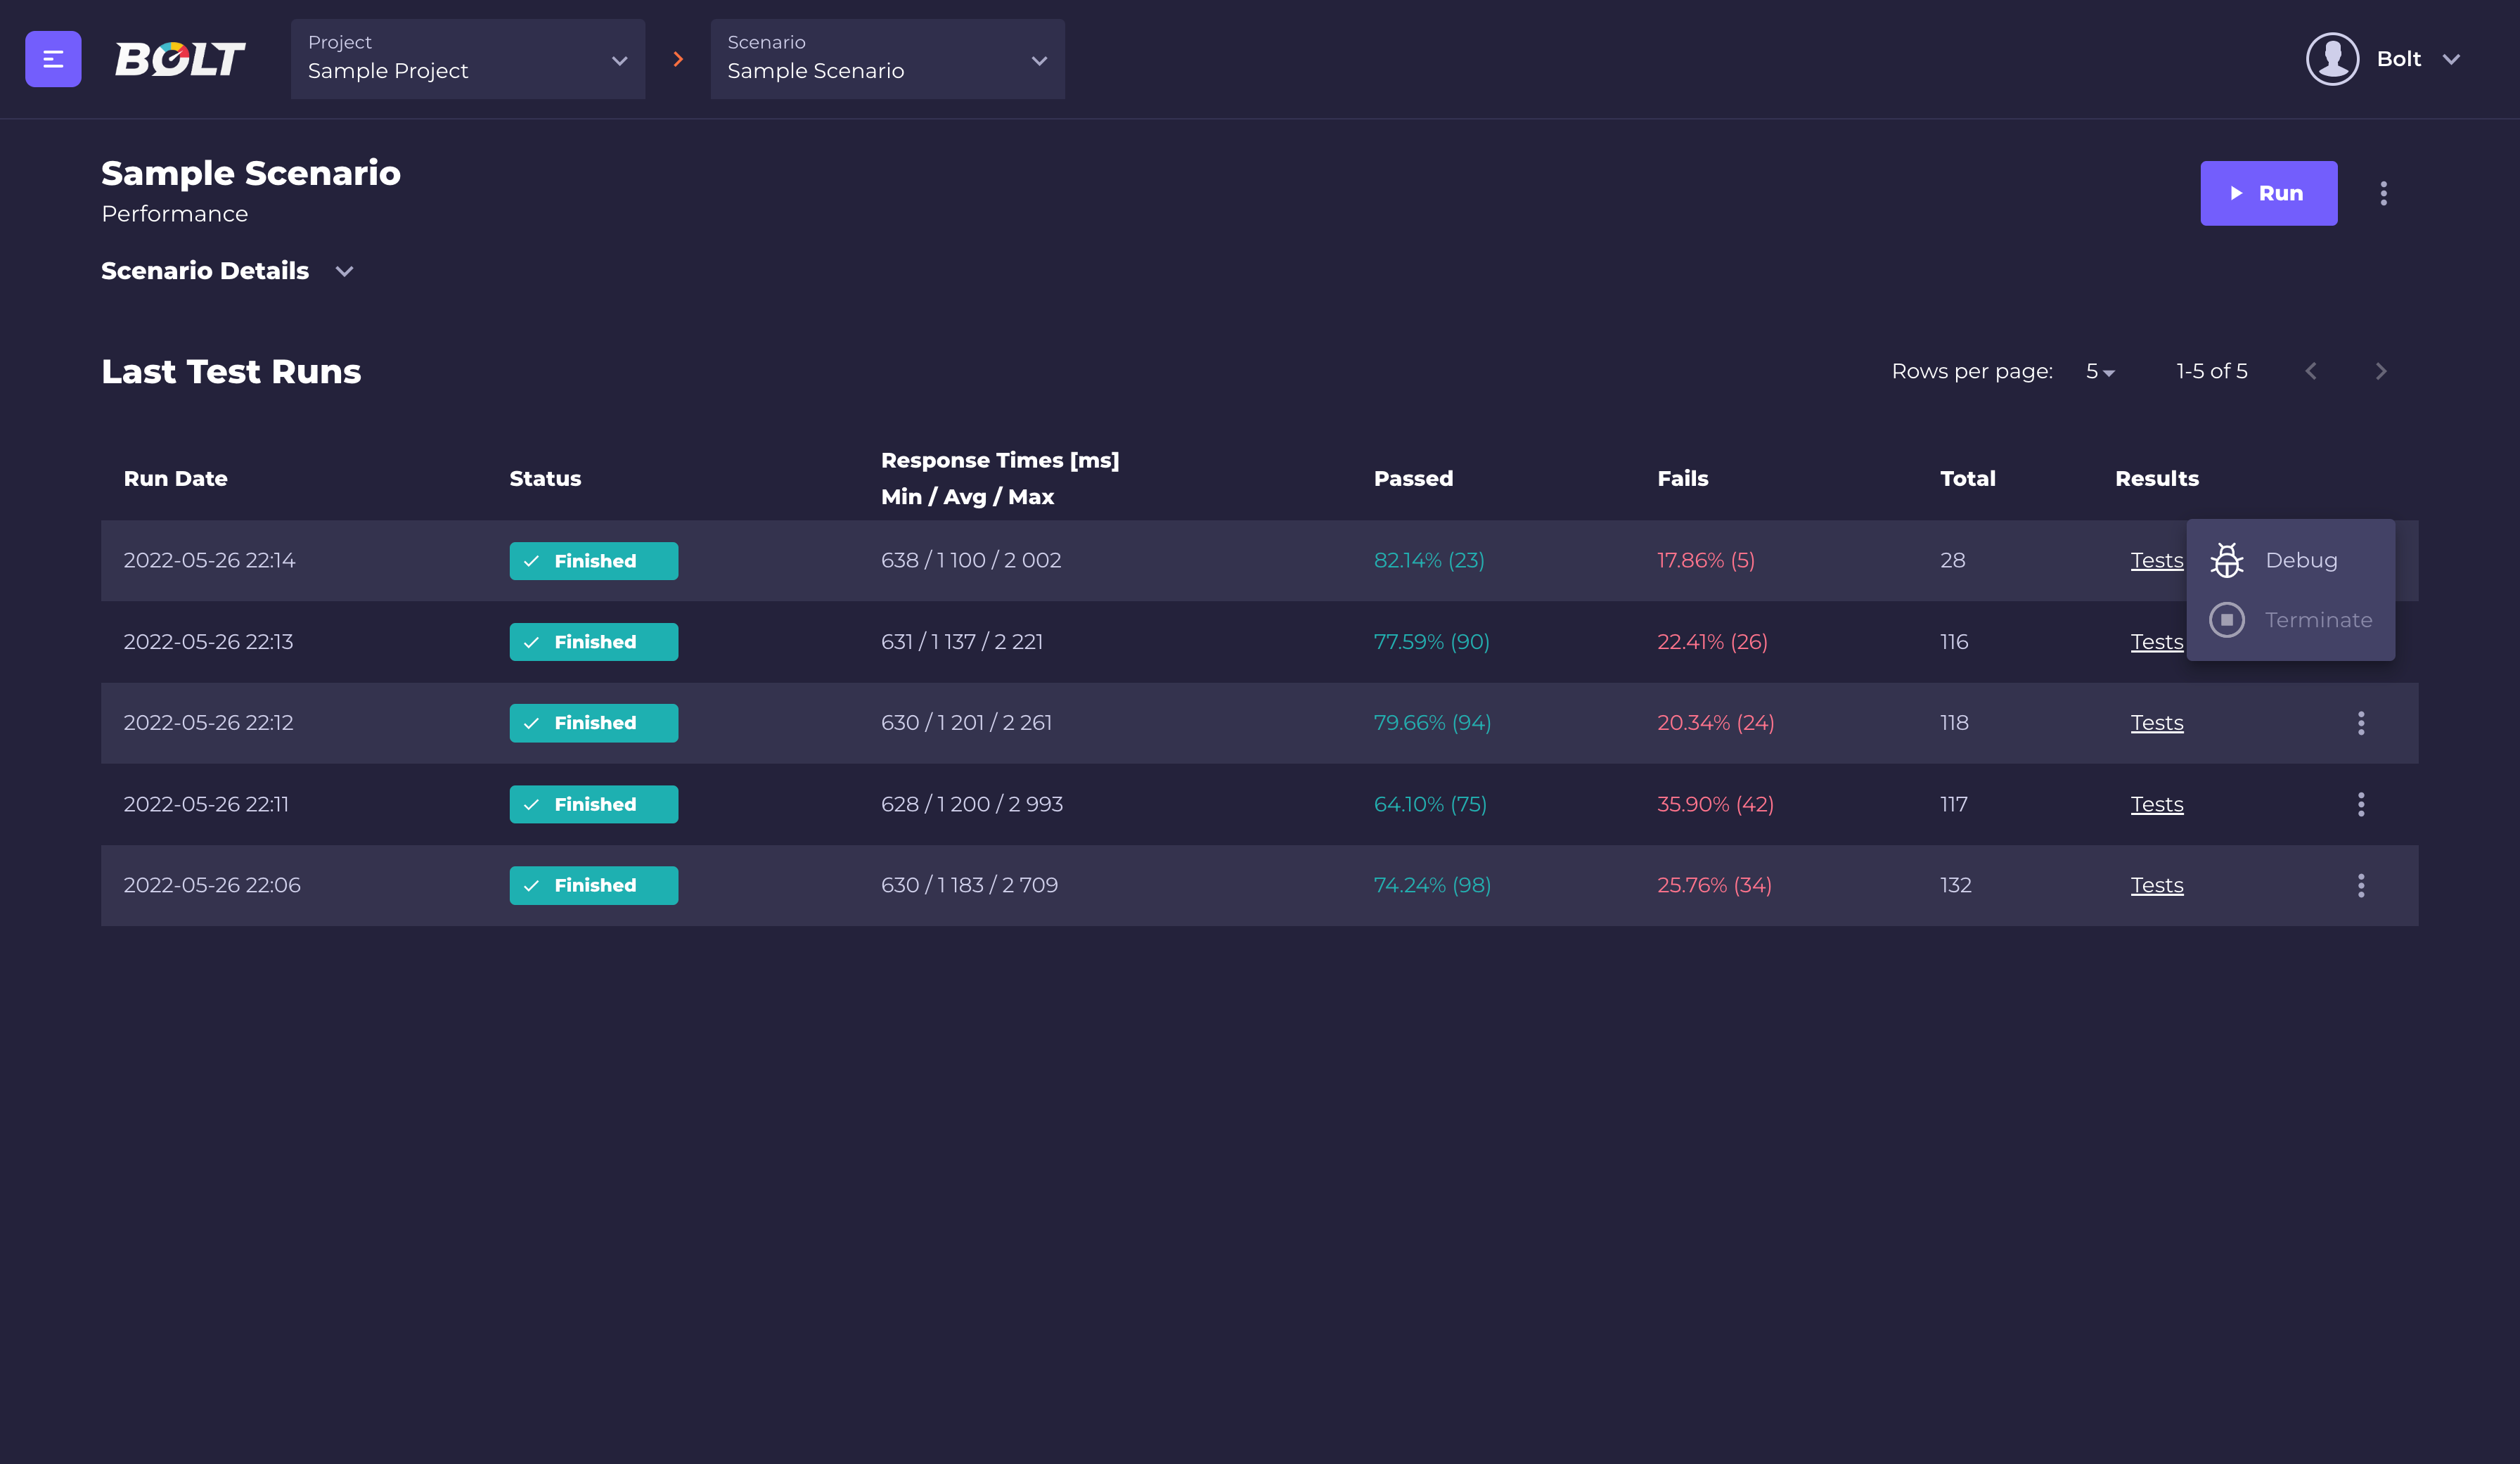 BOLT
Project
Sample Project
Scenario
Sample Scenario
Bolt
Sample Scenario
Performance
Run
Scenario Details
Last Test Runs
Rows per page: 5 1-5 of 5
Run Date Status Response Times [ms] Passed Fails Total Results
Min / Avg / Max
2022-05-26 22:14 Finished 638 / 1 100 / 2 002 82.14% (23) 17.86% (5) 28 Tests
Debug
Terminate
2022-05-26 22:13 Finished 631 / 1 137 / 2 221 77.59% (90) 22.41% (26) 116 Tests
2022-05-26 22:12 Finished 630 / 1 201 / 2 261 79.66% (94) 20.34% (24) 118 Tests
2022-05-26 22:11 Finished 628 / 1 200 / 2 993 64.10% (75) 35.90% (42) 117 Tests
2022-05-26 22:06 Finished 630 / 1 183 / 2 709 74.24% (98) 25.76% (34) 132 Tests